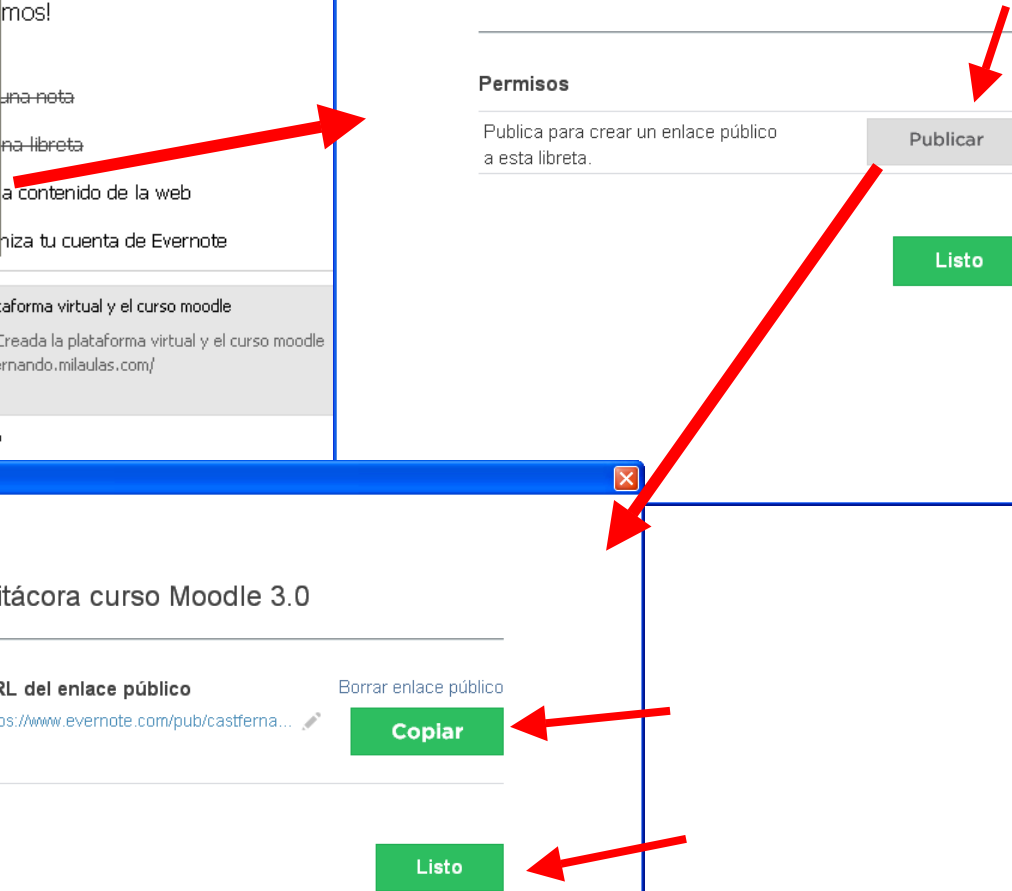 mos!
una nota
na libreta
a contenido de la web
niza tu cuenta de Evernote
taforma virtual y el curso moodle
Creada la plataforma virtual y el curso moodle
ernando.milaulas.com/
Permisos
Publica para crear un enlace público
a esta libreta.
Publicar
Listo
itácora curso Moodle 3.0
RL del enlace público
Borrar enlace público
ps://www.evernote.com/pub/castferna...
Copiar
Listo